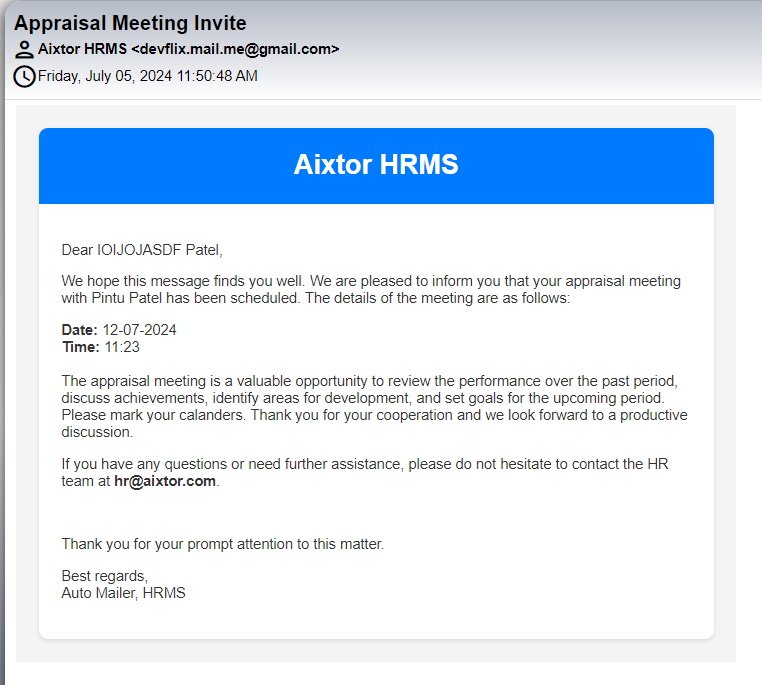 Appraisal Meeting Invite
Aixtor HRMS <devflix.mail.me@gmail.com>
Friday, July 05, 2024 11:50:48 AM
Aixtor HRMS
Dear IOIJOJASDF Patel,
We hope this message finds you well. We are pleased to inform you that your appraisal meeting
with Pintu Patel has been scheduled. The details of the meeting are as follows:
Date: 12-07-2024
Time: 11:23
The appraisal meeting is a valuable opportunity to review the performance over the past period,
discuss achievements, identify areas for development, and set goals for the upcoming period.
Please mark your calanders. Thank you for your cooperation and we look forward to a productive
discussion.
If you have any questions or need further assistance, please do not hesitate to contact the HR
team at hr@aixtor.com.
Thank you for your prompt attention to this matter.
Best regards,
Auto Mailer, HRMS